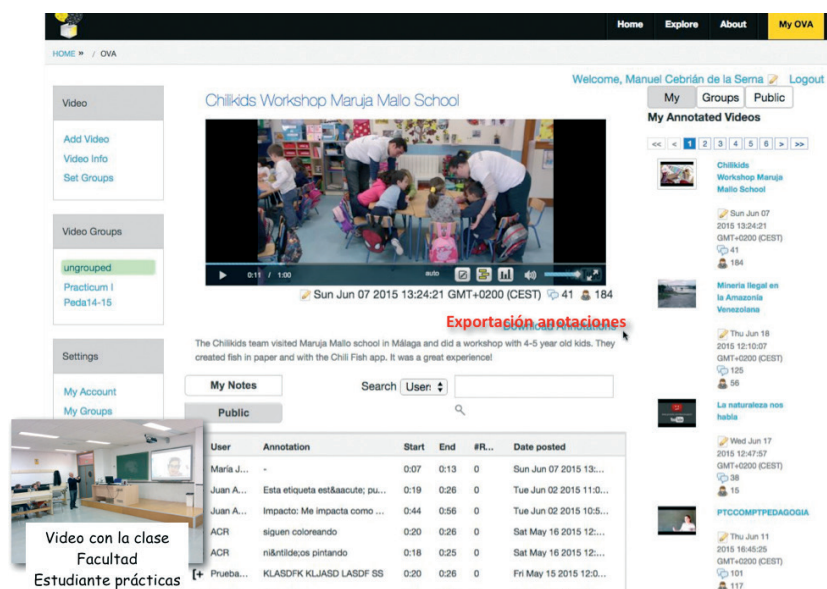 Home Explore About My OVA
HOME » / OVA
Welcome, Manuel Cebrián de la Serna Logout
Video
Add Video
Video Info
Set Groups
Video Groups
ungrouped
Practicum I
Peda14-15
Settings
My Account
My Groups
Chilikids Workshop Maruja Mallo School
0:11 / 1:00
auto
Sun Jun 07 2015 13:24:21 GMT+0200 (CEST) 41 184
Exportación anotaciones
Download Annotations
The Chilikids team visited Maruja Mallo school in Málaga and did a workshop with 4-5 year old kids. They
created fish in paper and with the Chili Fish app. It was a great experience!
My Notes
Public
Search User:
User Annotation Start End #R... Date posted
María J... - 0:07 0:13 0 Sun Jun 07 2015 13:...
Juan A... Esta etiqueta est&aacute; pu... 0:19 0:26 0 Tue Jun 02 2015 11:0...
Juan A... Impacto: Me impacta como ... 0:44 0:56 0 Tue Jun 02 2015 10:5...
ACR siguen coloreando 0:20 0:26 0 Sat May 16 2015 12:...
ACR ni&ntilde;os pintando 0:18 0:25 0 Sat May 16 2015 12:...
[+ Prueba... KLASDFK KLJASD LASDF SS 0:20 0:26 0 Fri May 15 2015 12:0...
Video con la clase
Facultad
Estudiante prácticas
My Groups Public
My Annotated Videos
<< < 1 2 3 4 5 6 > >>
Chilikids
Workshop Maruja
Mallo School
Sun Jun 07
2015 13:24:21
GMT+0200 (CEST)
41
184
Mineria Ilegal en
la Amazonía
Venezolana
Thu Jun 18
2015 12:10:07
GMT+0200 (CEST)
125
56
La naturaleza nos
habla
Wed Jun 17
2015 12:47:57
GMT+0200 (CEST)
38
15
PTCCOMPTPEDAGOGIA
Thu Jun 11
2015 16:45:25
GMT+0200 (CEST)
101
117